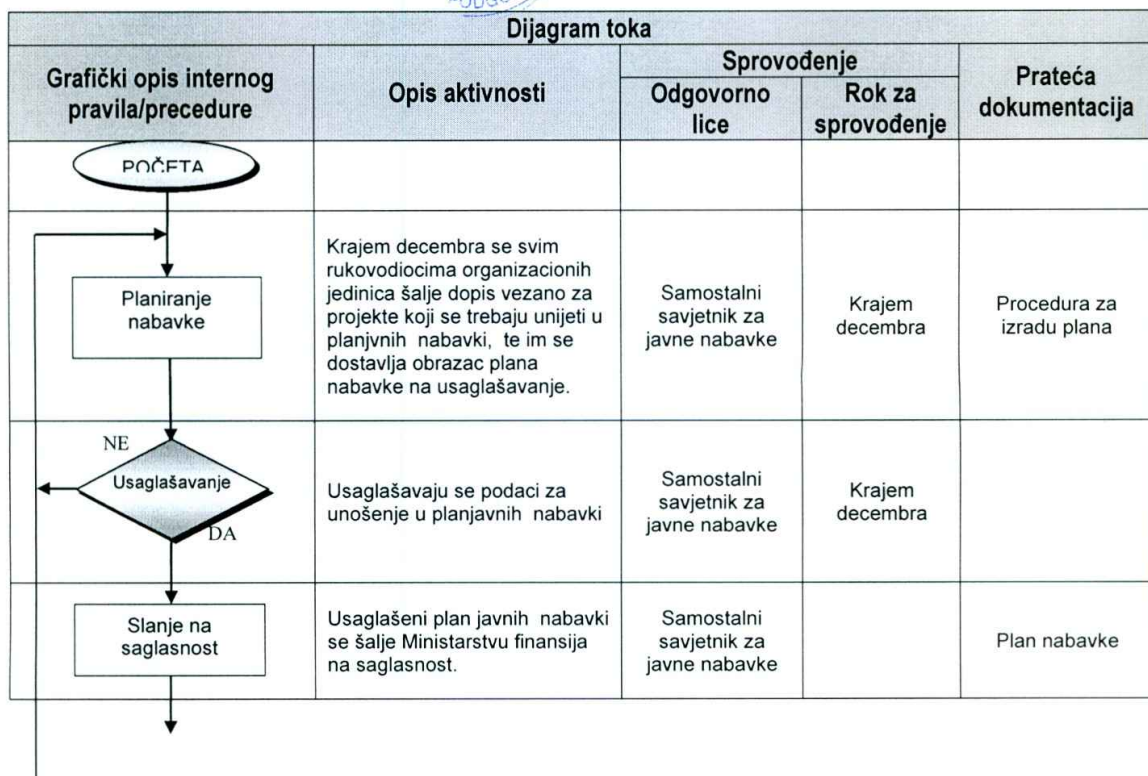 Dijagram toka
Grafički opis internog
pravila/precedure
Opis aktivnosti
Sprovođenje
Odgovorno
lice
Rok za
sprovođenje
Prateća
dokumentacija
POČETA
Planiranje
nabavke
Krajem decembra se svim
rukovodiocima organizacionih
jedinica šalje dopis vezano za
projekte koji se trebaju unijeti u
planjvnih nabavki, te im se
dostavlja obrazac plana
nabavke na usaglašavanje.
Samostalni
savjetnik za
javne nabavke
Krajem
decembra
Procedura za
izradu plana
NE
Usaglašavanje
DA
Usaglašavaju se podaci za
unošenje u planjavnih nabavki
Samostalni
savjetnik za
javne nabavke
Krajem
decembra
Slanje na
saglasnost
Usaglašeni plan javnih nabavki
se šalje Ministarstvu finansija
na saglasnost.
Samostalni
savjetnik za
javne nabavke
Plan nabavke